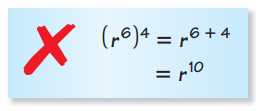 (r⁶)⁴ = r⁶ ⁺ ⁴
= r¹⁰